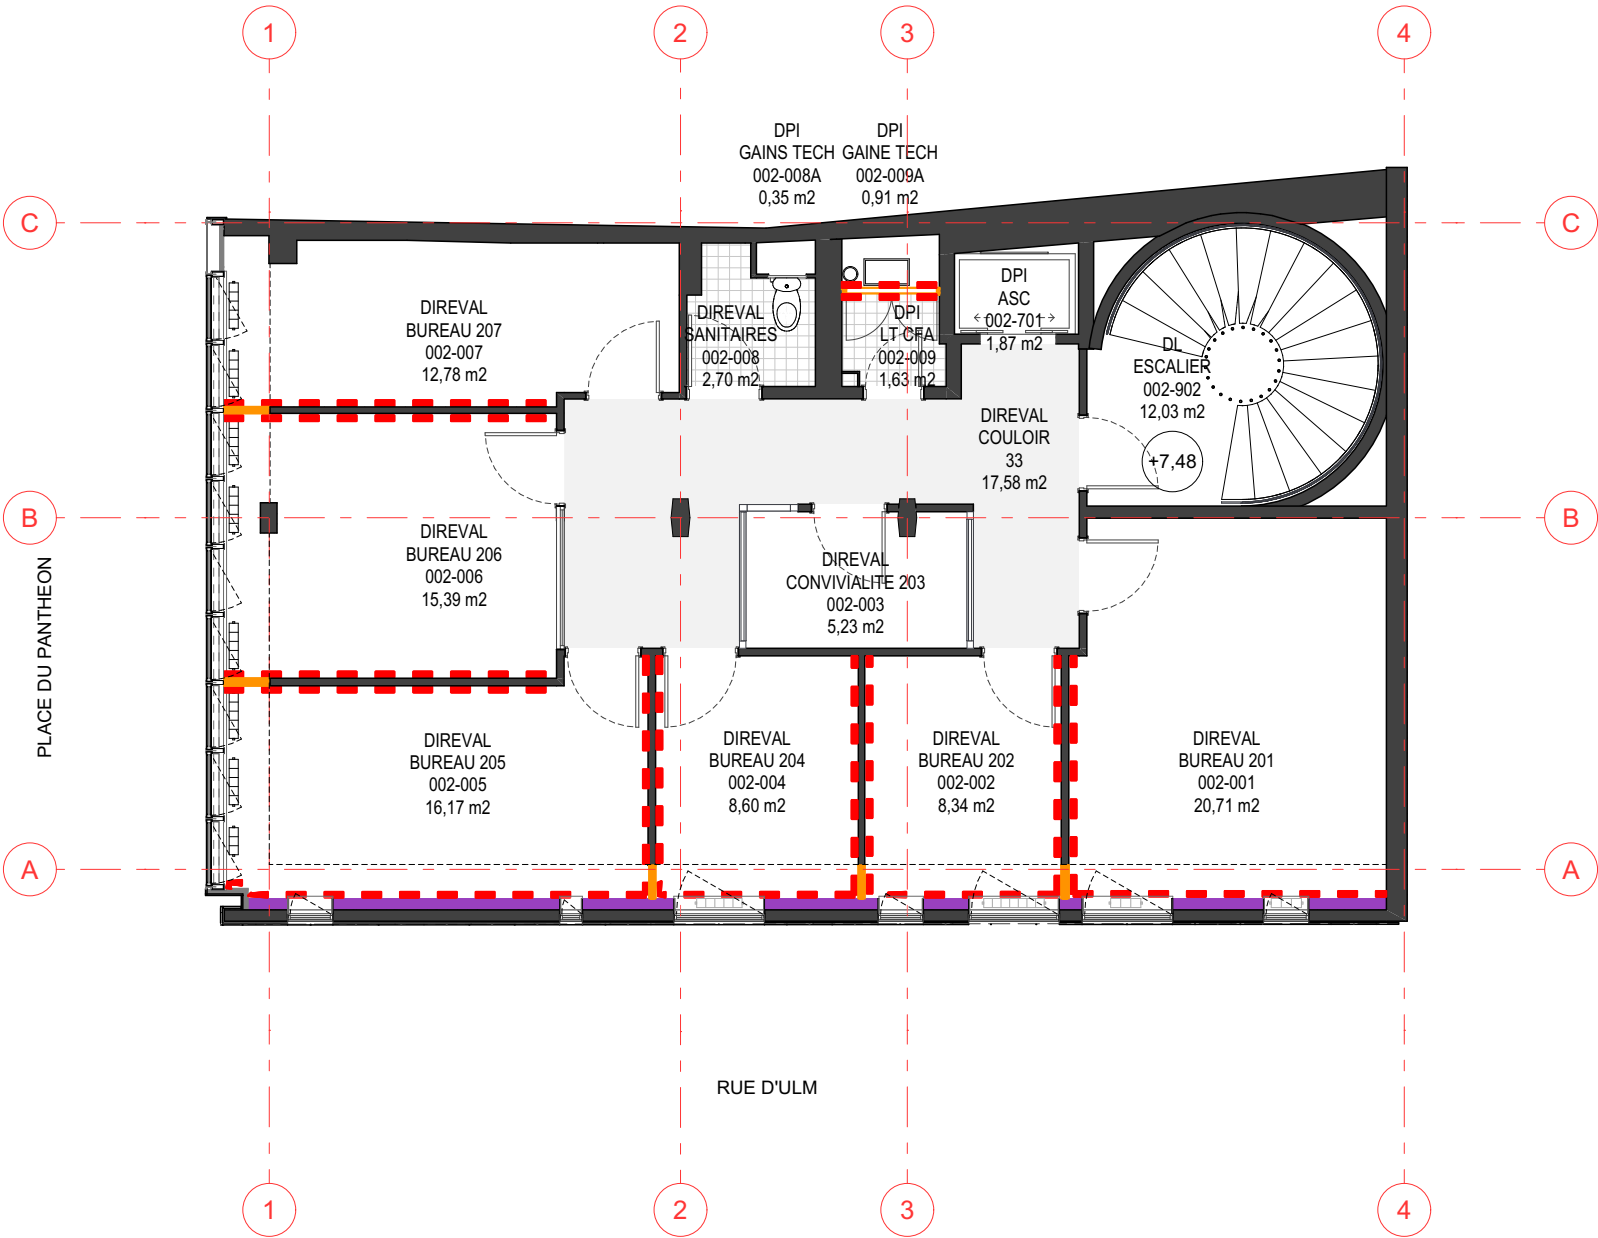 1
2
3
4
DPI
GAINS TECH
002-008A
0,35 m2
DPI
GAINE TECH
002-009A
0,91 m2
C
C
DIREVAL
BUREAU 207
002-007
12,78 m2
DIREVAL
SANITAIRES
002-008
2,70 m2
DPI
LT CFA
002-009
1,63 m2
DPI
ASC
002-701
1,87 m2
DL
ESCALIER
002-902
12,03 m2
DIREVAL
COULOIR
33
17,58 m2
+7,48
B
B
DIREVAL
BUREAU 206
002-006
15,39 m2
DIREVAL
CONVIVIALITE 203
002-003
5,23 m2
PLACE DU PANTHEON
DIREVAL
BUREAU 205
002-005
16,17 m2
DIREVAL
BUREAU 204
002-004
8,60 m2
DIREVAL
BUREAU 202
002-002
8,34 m2
DIREVAL
BUREAU 201
002-001
20,71 m2
A
A
RUE D'ULM
1
2
3
4